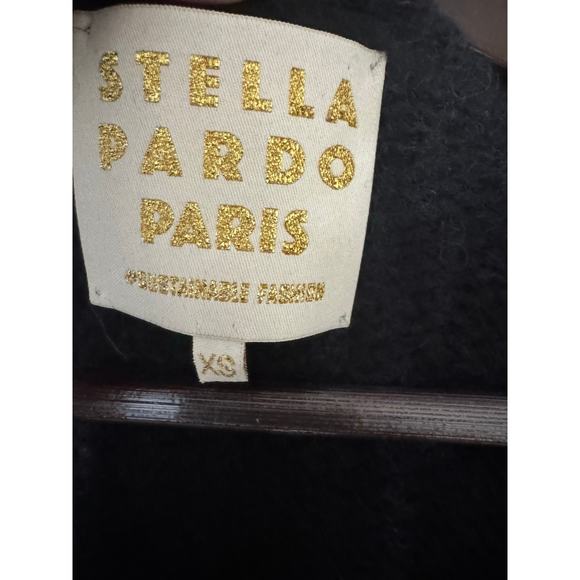 STELLA
PARDO
PARIS
#SUSTAINABLE FASHION
XS